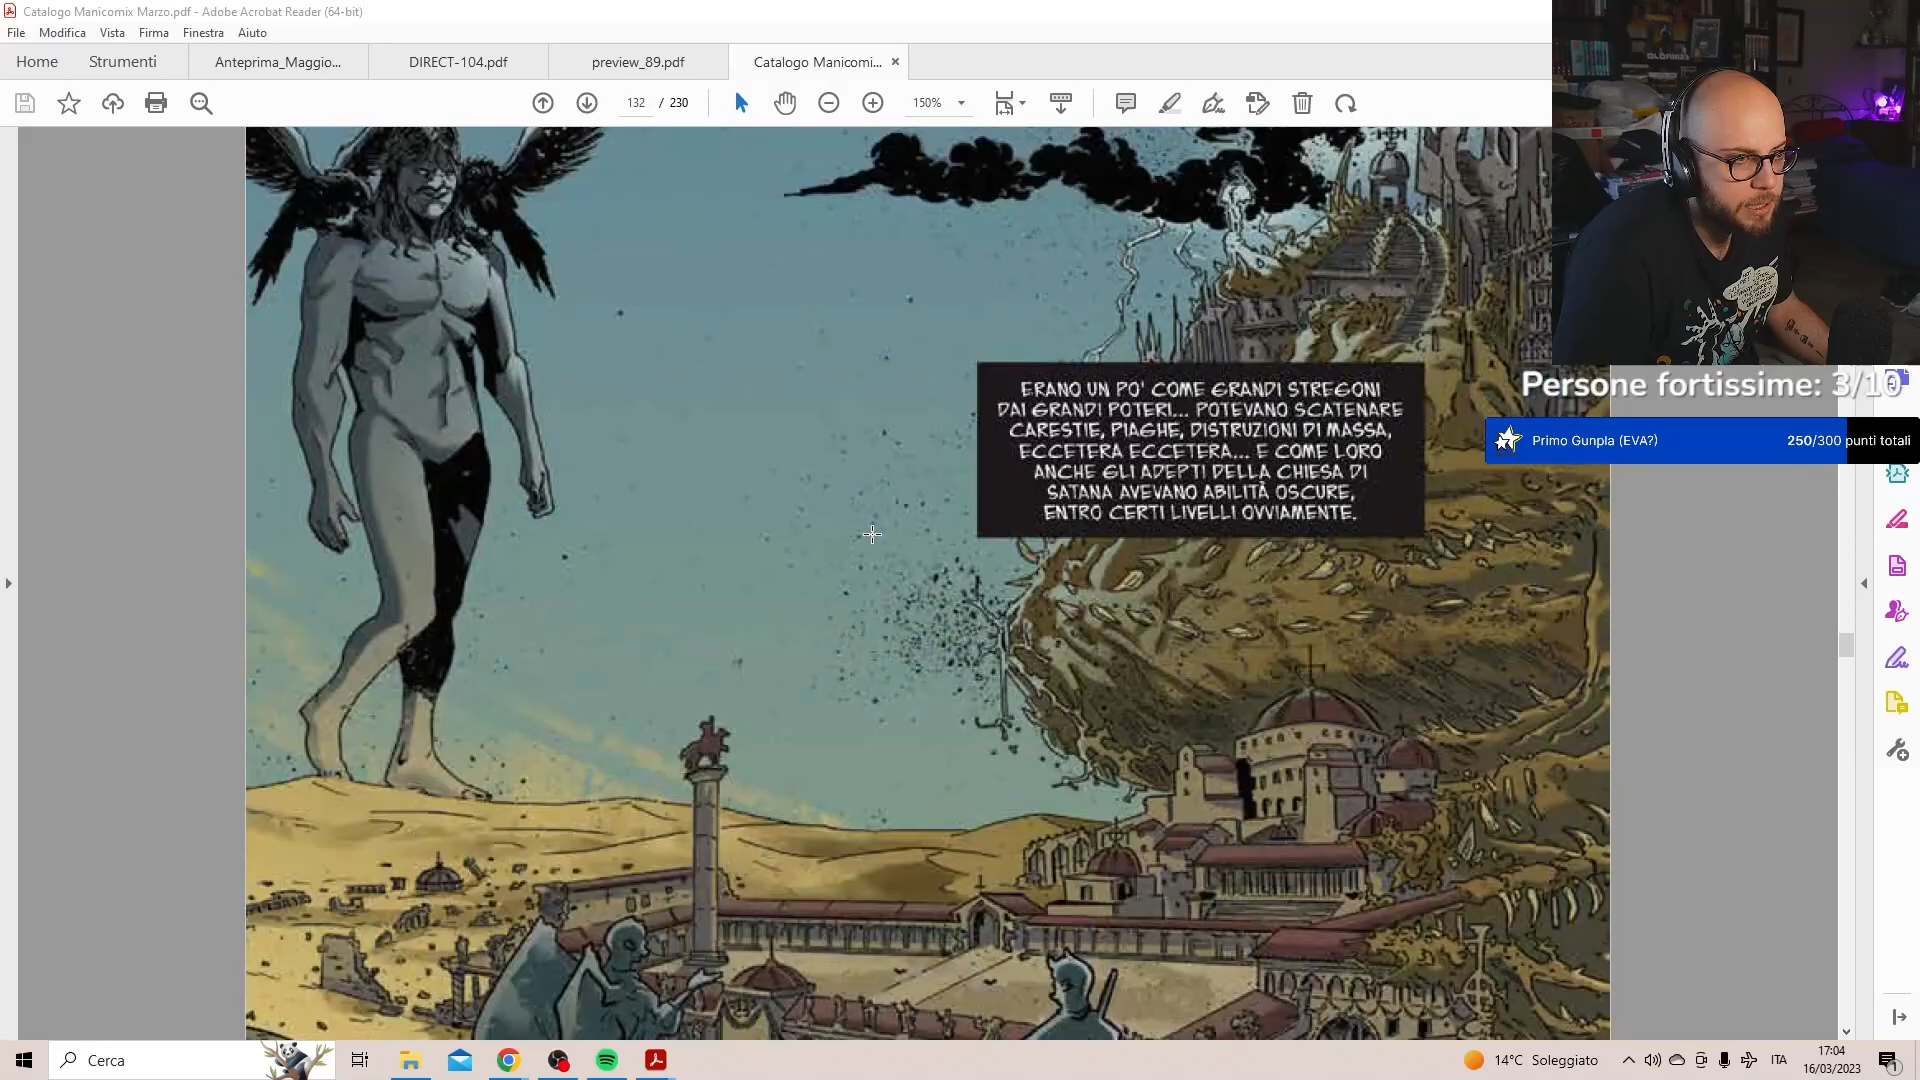 Catalogo Manicomix Marzo.pdf - Adobe Acrobat Reader (64-bit)
File Modifica Vista Firma Finestra Aiuto
Home Strumenti Anteprima_Maggio... DIRECT-104.pdf preview_89.pdf Catalogo Manicomi... ×
132 / 230 150%
ERANO UN PO' COME GRANDI STREGONI
DAI GRANDI POTERI... POTEVANO SCATENARE
CARESTIE, PIAGHE, DISTRUZIONI DI MASSA,
ECCETERA ECCETERA... E COME LORO
ANCHE GLI ADEPTI DELLA CHIESA DI
SATANA AVEVANO ABILITÀ OSCURE,
ENTRO CERTI LIVELLI OVVIAMENTE.
Persone fortissime: 3/10
Primo Gunpla (EVA?) 250/300 punti totali
Cerca
14°C Soleggiato
ITA
17:04
16/03/2023
1